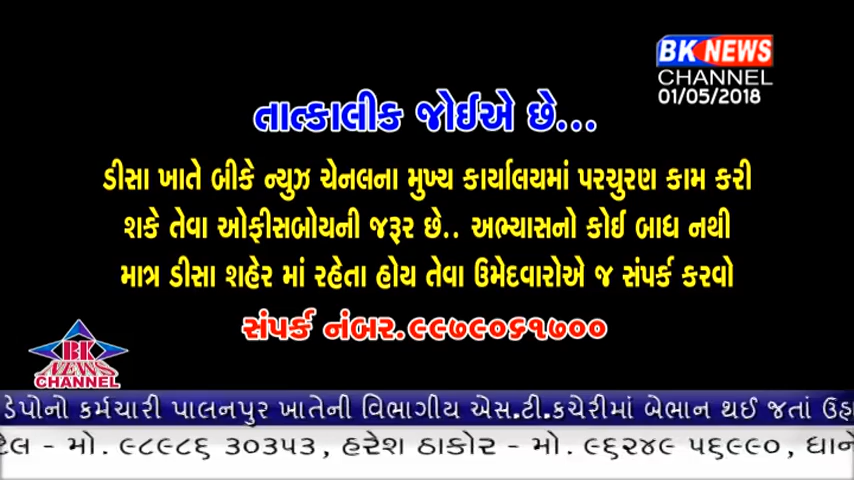 BK NEWS
CHANNEL
01/05/2018
તાત્કાલીક જોઈએ છે...
ડીસા ખાતે બીકે ન્યુઝ ચેનલના મુખ્ય કાર્યાલયમાં પરચુરણ કામ કરી
શકે તેવા ઓફીસબોયની જરૂર છે.. અભ્યાસનો કોઈ બાધ નથી
માત્ર ડીસા શહેર માં રહેતા હોય તેવા ઉમેદવારોએ જ સંપર્ક કરવો
સંપર્ક નંબર.૯૯૭૯૦૬૧૭૦૦
BK
NEWS
CHANNEL
ડેપોનો કર્મચારી પાલનપુર ખાતેની વિભાગીય એસ.ટી.કચેરીમાં બેભાન થઈ જતાં
ટેલ - મો. ૯૮૯૮૬ ૩૦૩૫૩, હરેશ ઠાકોર - મો. ૯૬૨૪૯ ૫૬૯૯૦, ધાને